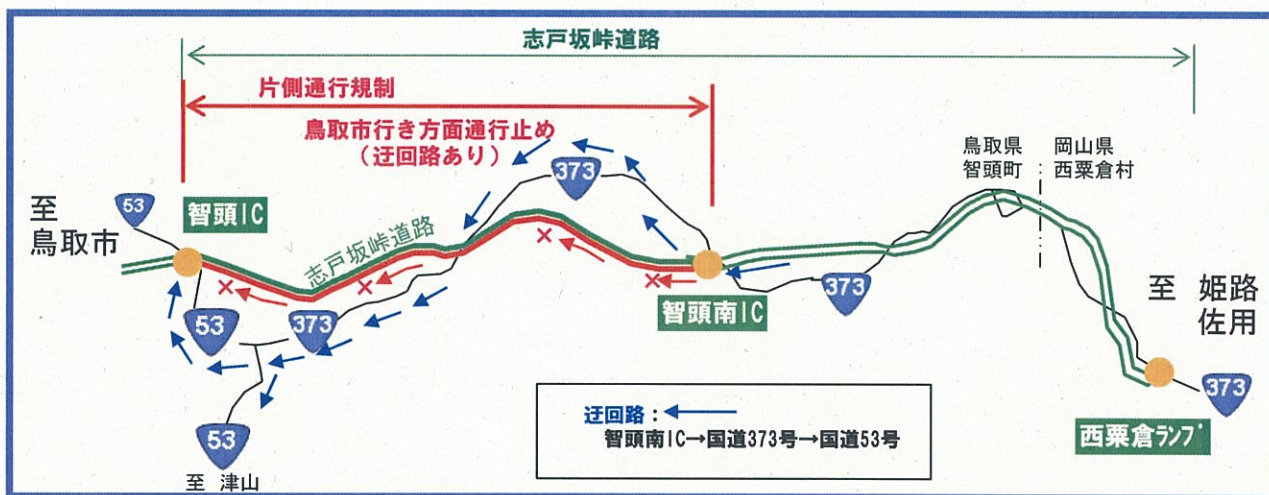 志戸坂峠道路
片側通行規制
鳥取市行き方面通行止め
（迂回路あり）
鳥取県
智頭町
岡山県
西粟倉村
至
鳥取市
53
智頭IC
373
志戸坂峠道路
53
373
智頭南IC
373
至 姫路
佐用
373
西粟倉ランプ
迂回路：
智頭南IC→国道373号→国道53号
53
至 津山